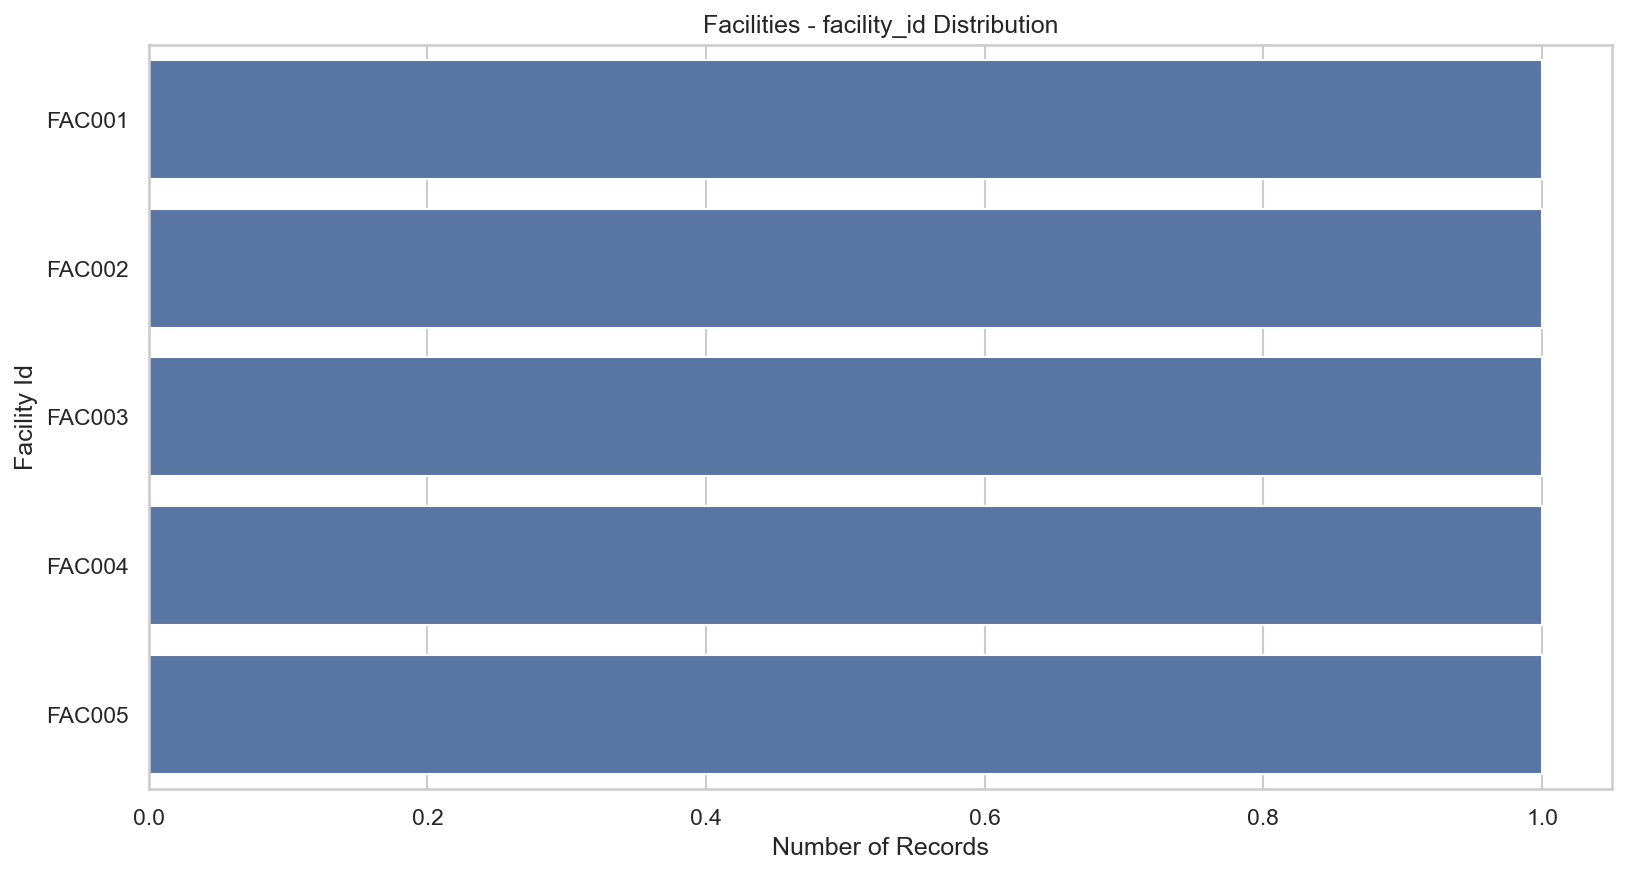 Facilities - facility_id Distribution
Facility Id
FAC001
FAC002
FAC003
FAC004
FAC005
0.0 0.2 0.4 0.6 0.8 1.0
Number of Records